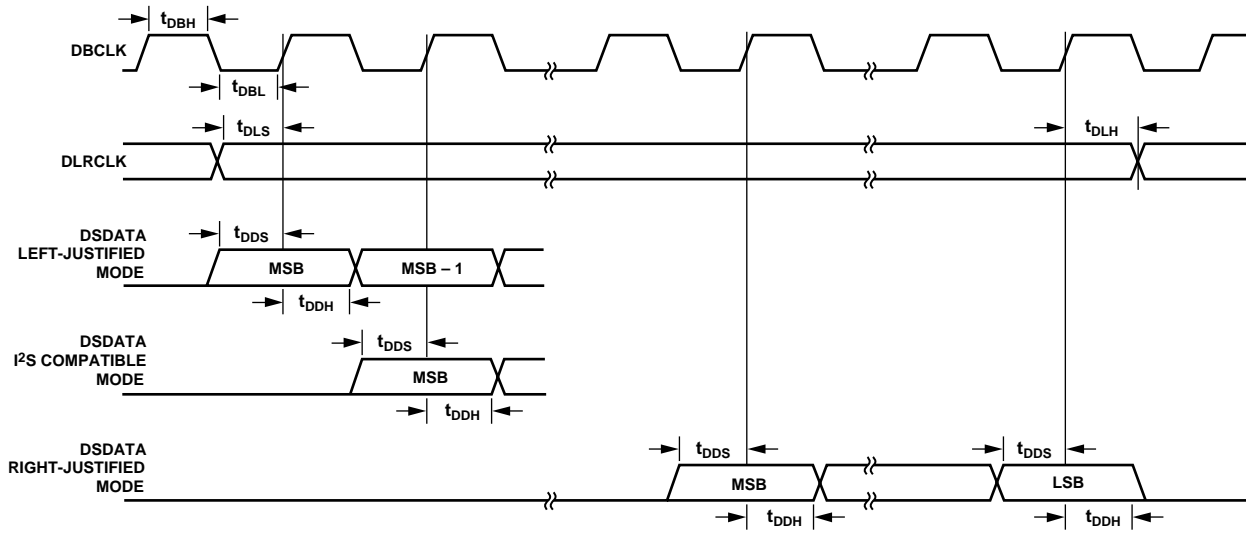 tDBH
DBCLK
tDBL
tDLS
tDLH
DLRCLK
DSDATA
LEFT-JUSTIFIED
MODE
tDDS
MSB
MSB – 1
tDDH
DSDATA
I2S COMPATIBLE
MODE
tDDS
MSB
tDDH
DSDATA
RIGHT-JUSTIFIED
MODE
tDDS
tDDS
MSB
LSB
tDDH
tDDH